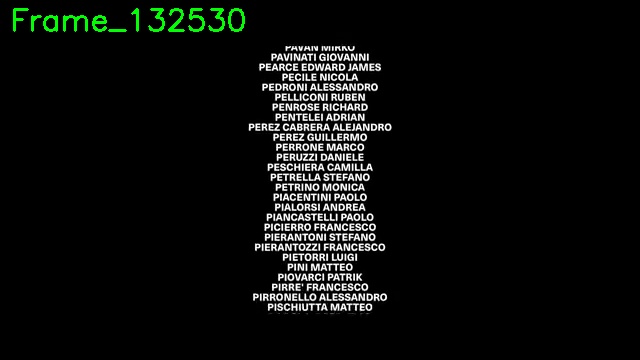 Frame_132530
PAVAN MIRKO
PAVINATI GIOVANNI
PEARCE EDWARD JAMES
PECILE NICOLA
PEDRONI ALESSANDRO
PELLICONI RUBEN
PENROSE RICHARD
PENTELEI ADRIAN
PEREZ CABRERA ALEJANDRO
PEREZ GUILLERMO
PERRONE MARCO
PERUZZI DANIELE
PESCHIERA CAMILLA
PETRELLA STEFANO
PETRINO MONICA
PIACENTINI PAOLO
PIALORSI ANDREA
PIANCASTELLI PAOLO
PICIERRO FRANCESCO
PIERANTONI STEFANO
PIERANTOZZI FRANCESCO
PIETORRI LUIGI
PINI MATTEO
PIOVARCI PATRIK
PIRRE' FRANCESCO
PIRRONELLO ALESSANDRO
PISCHIUTTA MATTEO